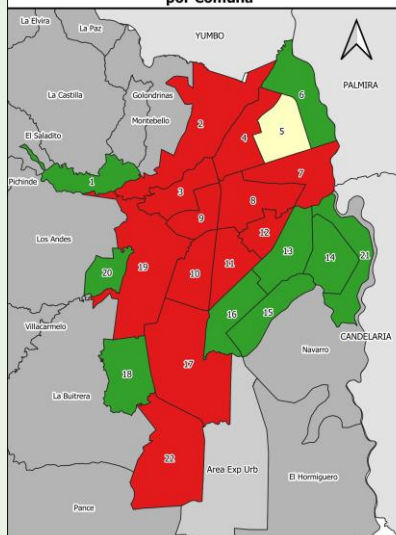 por Comuna
La Elvira
La Paz
YUMBO
La Castilla
Golondrinas
PALMIRA
6
2
Montebello
4
5
El Saladito
Pichinde
1
7
3
8
9
12
Los Andes
13
14
21
20
19
10
11
16
15
Villacarmelo
CANDELARIA
Navarro
18
17
La Buitrera
22
Area Exp Urb
El Hormiguero
Pance